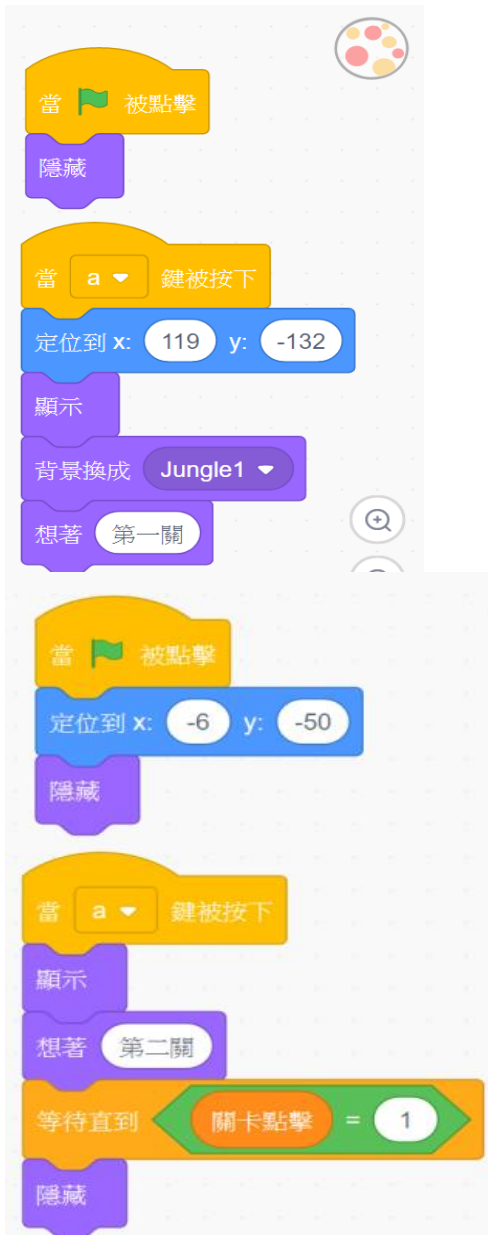 當 被點擊
隱藏
當 a 鍵被按下
定位到 x: 119 y: -132
顯示
背景換成 Jungle1
想著 第一關
當 被點擊
定位到 x: -6 y: -50
隱藏
當 a 鍵被按下
顯示
想著 第二關
等待直到 關卡點擊 = 1
隱藏